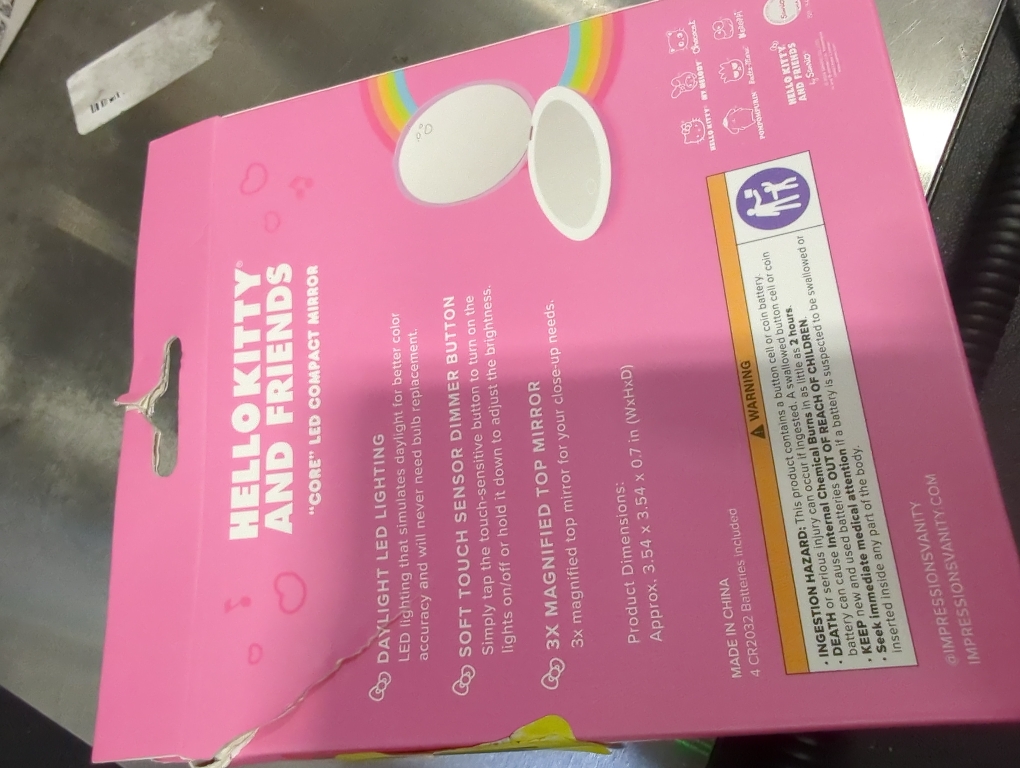 HELLO KITTY®
AND FRIENDS
"CORE" LED COMPACT MIRROR
DAYLIGHT LED LIGHTING
LED lighting that simulates daylight for better color
accuracy and will never need bulb replacement.
SOFT TOUCH SENSOR DIMMER BUTTON
Simply tap the touch-sensitive button to turn on the
lights on/off or hold it down to adjust the brightness.
3X MAGNIFIED TOP MIRROR
3x magnified top mirror for your close-up needs.
Product Dimensions:
Approx. 3.54 x 3.54 x 0.7 in (WxHxD)
MADE IN CHINA
4 CR2032 Batteries Included
WARNING
• INGESTION HAZARD: This product contains a button cell or coin battery.
• DEATH or serious injury can occur if ingested. A swallowed button cell or coin
battery can cause Internal Chemical Burns in as little as 2 hours.
• KEEP new and used batteries OUT OF REACH OF CHILDREN.
• Seek immediate medical attention if a battery is suspected to be swallowed or
inserted inside any part of the body.
@IMPRESSIONSVANITY
IMPRESSIONSVANITY.COM
HELLO KITTY
MY MELODY
Chococat
POMPOMPURIN
HELLO KITTY
AND FRIENDS
by Sanrio